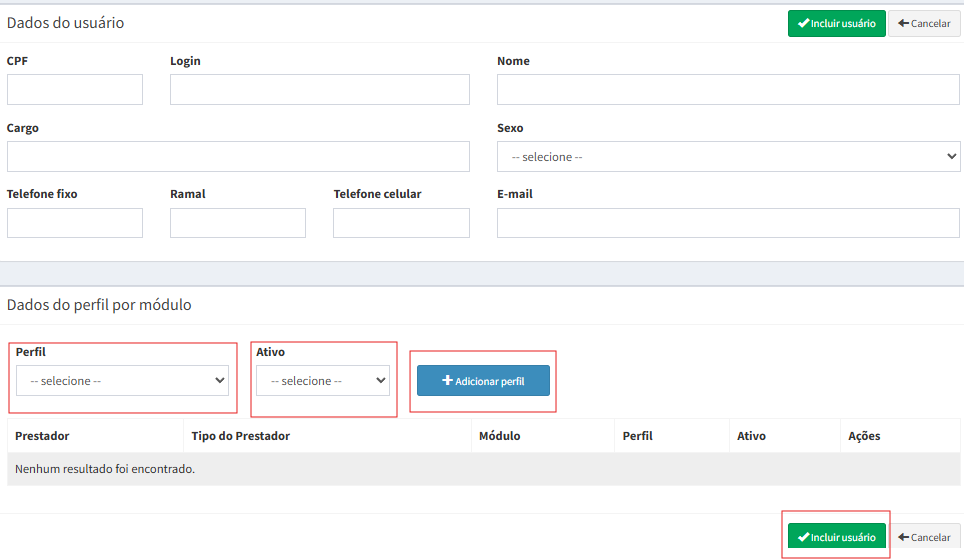 Dados do usuário Incluir usuário Cancelar
CPF Login Nome
Cargo Sexo
-- selecione --
Telefone fixo Ramal Telefone celular E-mail
Dados do perfil por módulo
Perfil Ativo
-- selecione -- -- selecione -- Adicionar perfil
Prestador Tipo do Prestador Módulo Perfil Ativo Ações
Nenhum resultado foi encontrado.
Incluir usuário Cancelar